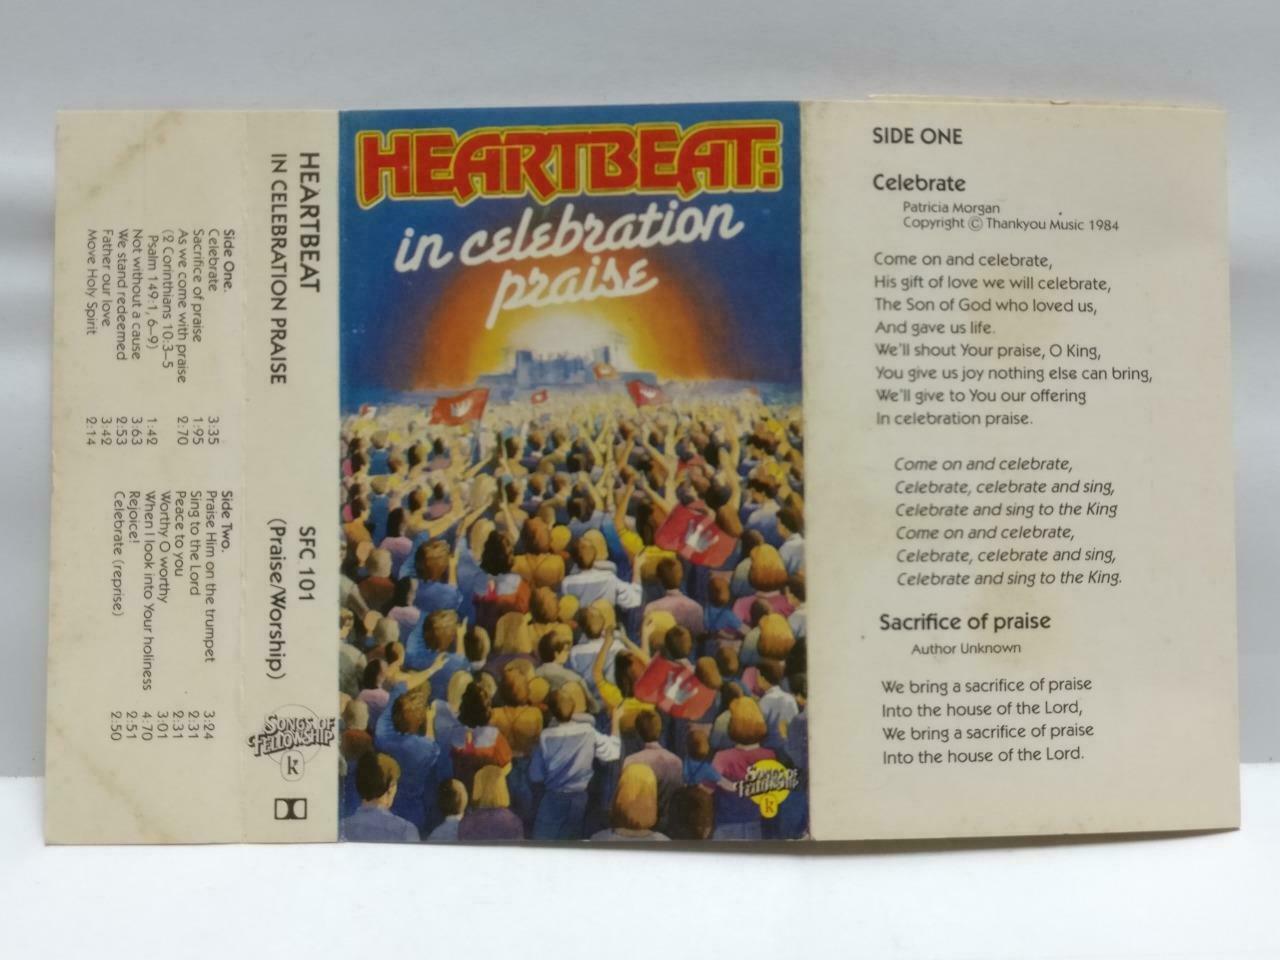 Side One.
Celebrate 3:35
Sacrifice of praise 1:95
As we come with praise 2:70
(2 Corinthians 10:3–5
Psalm 149:1, 6–9) 1:42
Not without a cause 3:63
We stand redeemed 2:53
Father our love 3:42
Move Holy Spirit 2:14
Side Two.
Praise Him on the trumpet 3:24
Sing to the Lord 2:31
Peace to you 2:31
Worthy O worthy 3:01
When I look into Your holiness 4:70
Rejoice! 2:51
Celebrate (reprise) 2:50
HEARTBEAT
IN CELEBRATION PRAISE
SFC 101
(Praise/Worship)
SONGS OF
FELLOWSHIP
k
HEARTBEAT:
in celebration
praise
SONGS OF
FELLOWSHIP
k
SIDE ONE
Celebrate
Patricia Morgan
Copyright © Thankyou Music 1984
Come on and celebrate,
His gift of love we will celebrate,
The Son of God who loved us,
And gave us life.
We'll shout Your praise, O King,
You give us joy nothing else can bring,
We'll give to You our offering
In celebration praise.
Come on and celebrate,
Celebrate, celebrate and sing,
Celebrate and sing to the King
Come on and celebrate,
Celebrate, celebrate and sing,
Celebrate and sing to the King.
Sacrifice of praise
Author Unknown
We bring a sacrifice of praise
Into the house of the Lord,
We bring a sacrifice of praise
Into the house of the Lord.